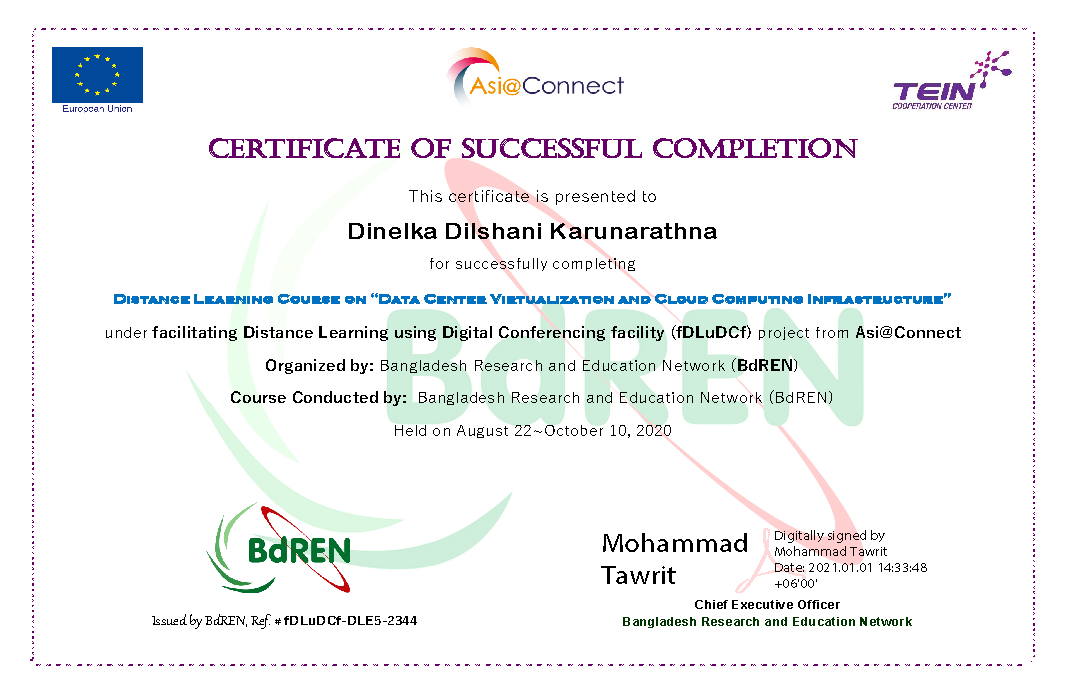 European Union
Asi@Connect
TEIN
COOPERATION CENTER
CERTIFICATE OF SUCCESSFUL COMPLETION
This certificate is presented to
Dinelka Dilshani Karunarathna
for successfully completing
Distance Learning Course on “Data Center Virtualization and Cloud Computing Infrastructure”
under facilitating Distance Learning using Digital Conferencing facility (fDLuDCf) project from Asi@Connect
Organized by: Bangladesh Research and Education Network (BdREN)
Course Conducted by: Bangladesh Research and Education Network (BdREN)
Held on August 22~October 10, 2020
BdREN
BdREN
Issued by BdREN, Ref. # fDLuDCf-DLE5-2344
Mohammad
Tawrit
Digitally signed by
Mohammad Tawrit
Date: 2021.01.01 14:33:48
+06'00'
Chief Executive Officer
Bangladesh Research and Education Network